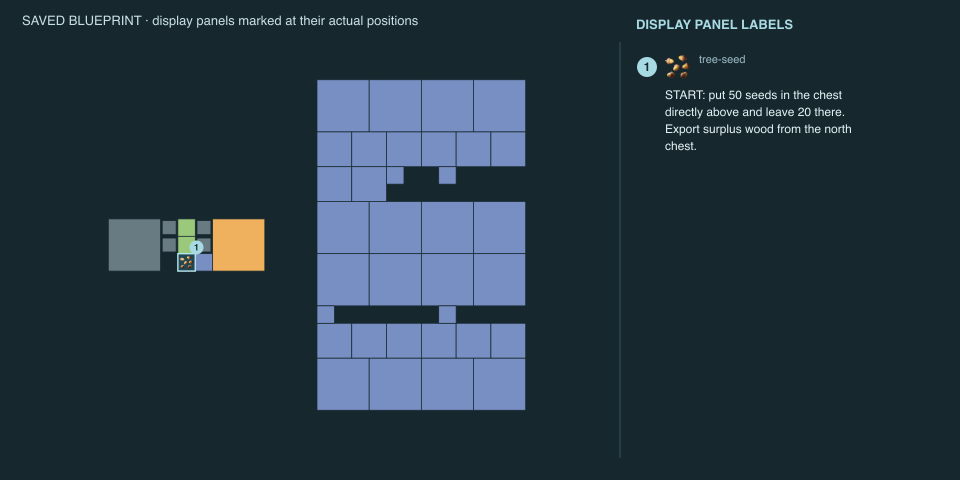 SAVED BLUEPRINT · display panels marked at their actual positions
DISPLAY PANEL LABELS
1
tree-seed
START: put 50 seeds in the chest
directly above and leave 20 there.
Export surplus wood from the north
chest.
1